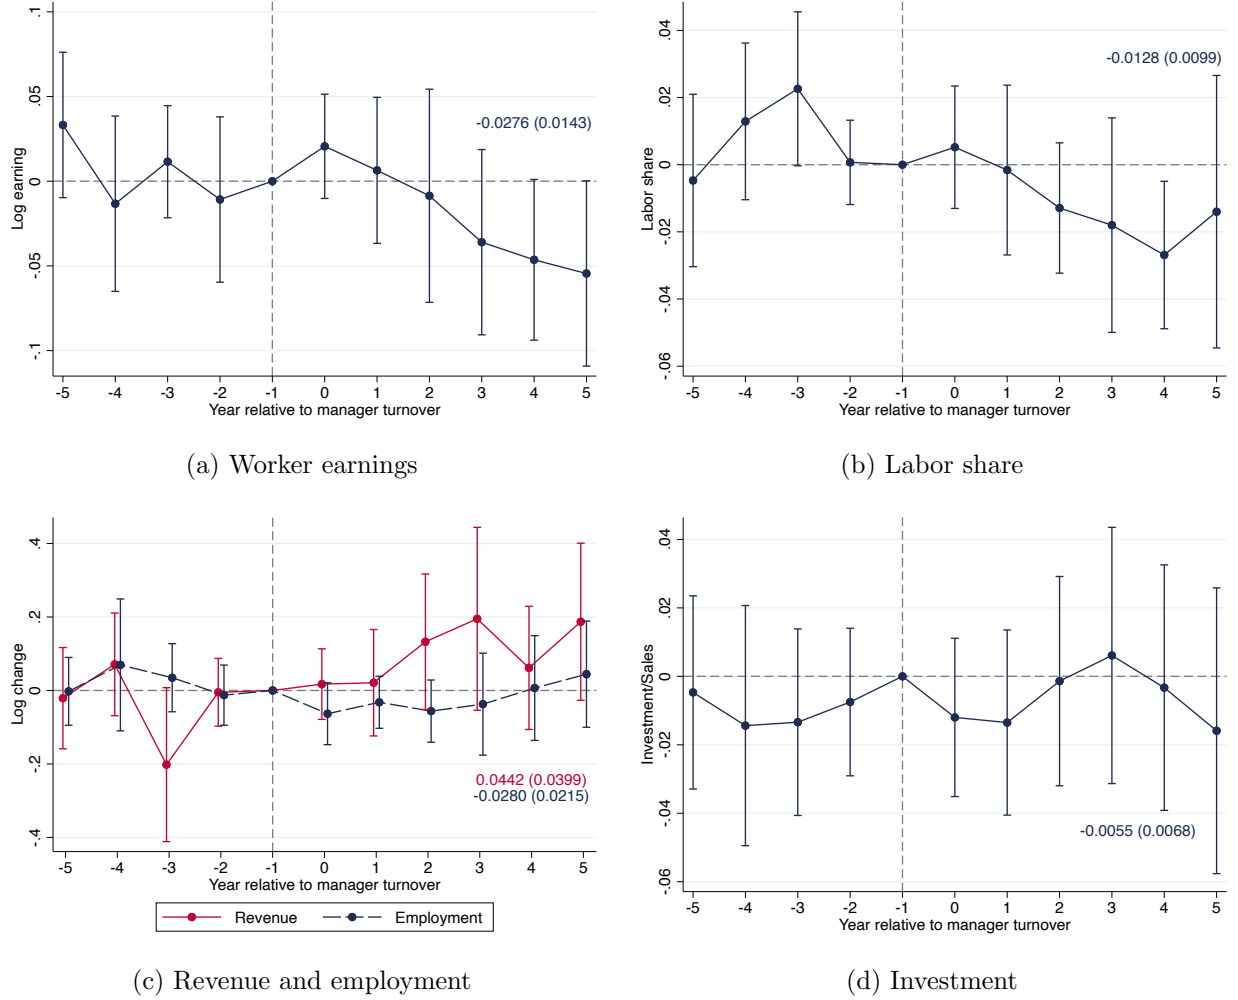 .1
.05
0
-.05
-.1
Log earning
-0.0276 (0.0143)
-5 -4 -3 -2 -1 0 1 2 3 4 5
Year relative to manager turnover
(a) Worker earnings
.04
.02
0
-.02
-.04
-.06
Labor share
-0.0128 (0.0099)
-5 -4 -3 -2 -1 0 1 2 3 4 5
Year relative to manager turnover
(b) Labor share
.4
.2
0
-.2
-.4
Log change
0.0442 (0.0399)
-0.0280 (0.0215)
-5 -4 -3 -2 -1 0 1 2 3 4 5
Year relative to manager turnover
Revenue Employment
(c) Revenue and employment
.04
.02
0
-.02
-.04
-.06
Investment/Sales
-0.0055 (0.0068)
-5 -4 -3 -2 -1 0 1 2 3 4 5
Year relative to manager turnover
(d) Investment